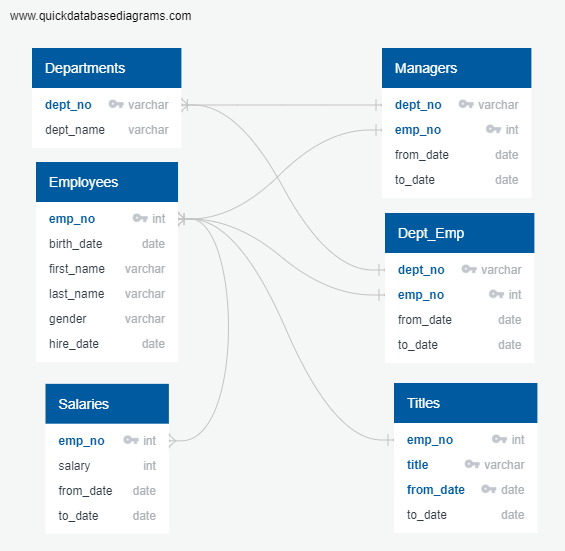 www.quickdatabasediagrams.com
Departments
dept_no varchar
dept_name varchar
Employees
emp_no int
birth_date date
first_name varchar
last_name varchar
gender varchar
hire_date date
Salaries
emp_no int
salary int
from_date date
to_date date
Managers
dept_no varchar
emp_no int
from_date date
to_date date
Dept_Emp
dept_no varchar
emp_no int
from_date date
to_date date
Titles
emp_no int
title varchar
from_date date
to_date date